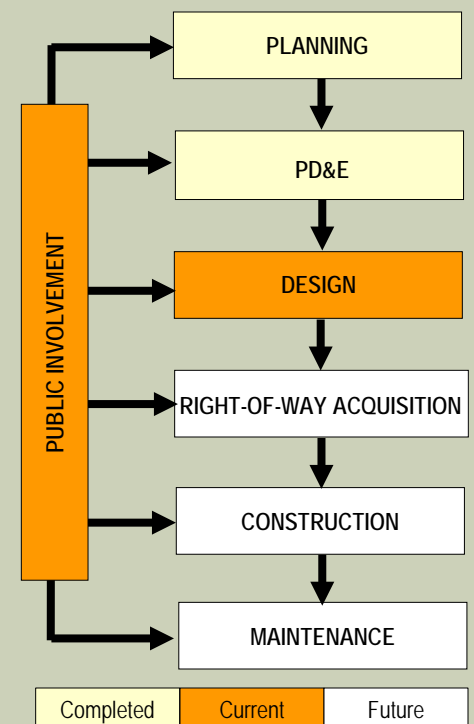 PLANNING
PD&E
PUBLIC INVOLVEMENT
DESIGN
RIGHT-OF-WAY ACQUISITION
CONSTRUCTION
MAINTENANCE
Completed Current Future